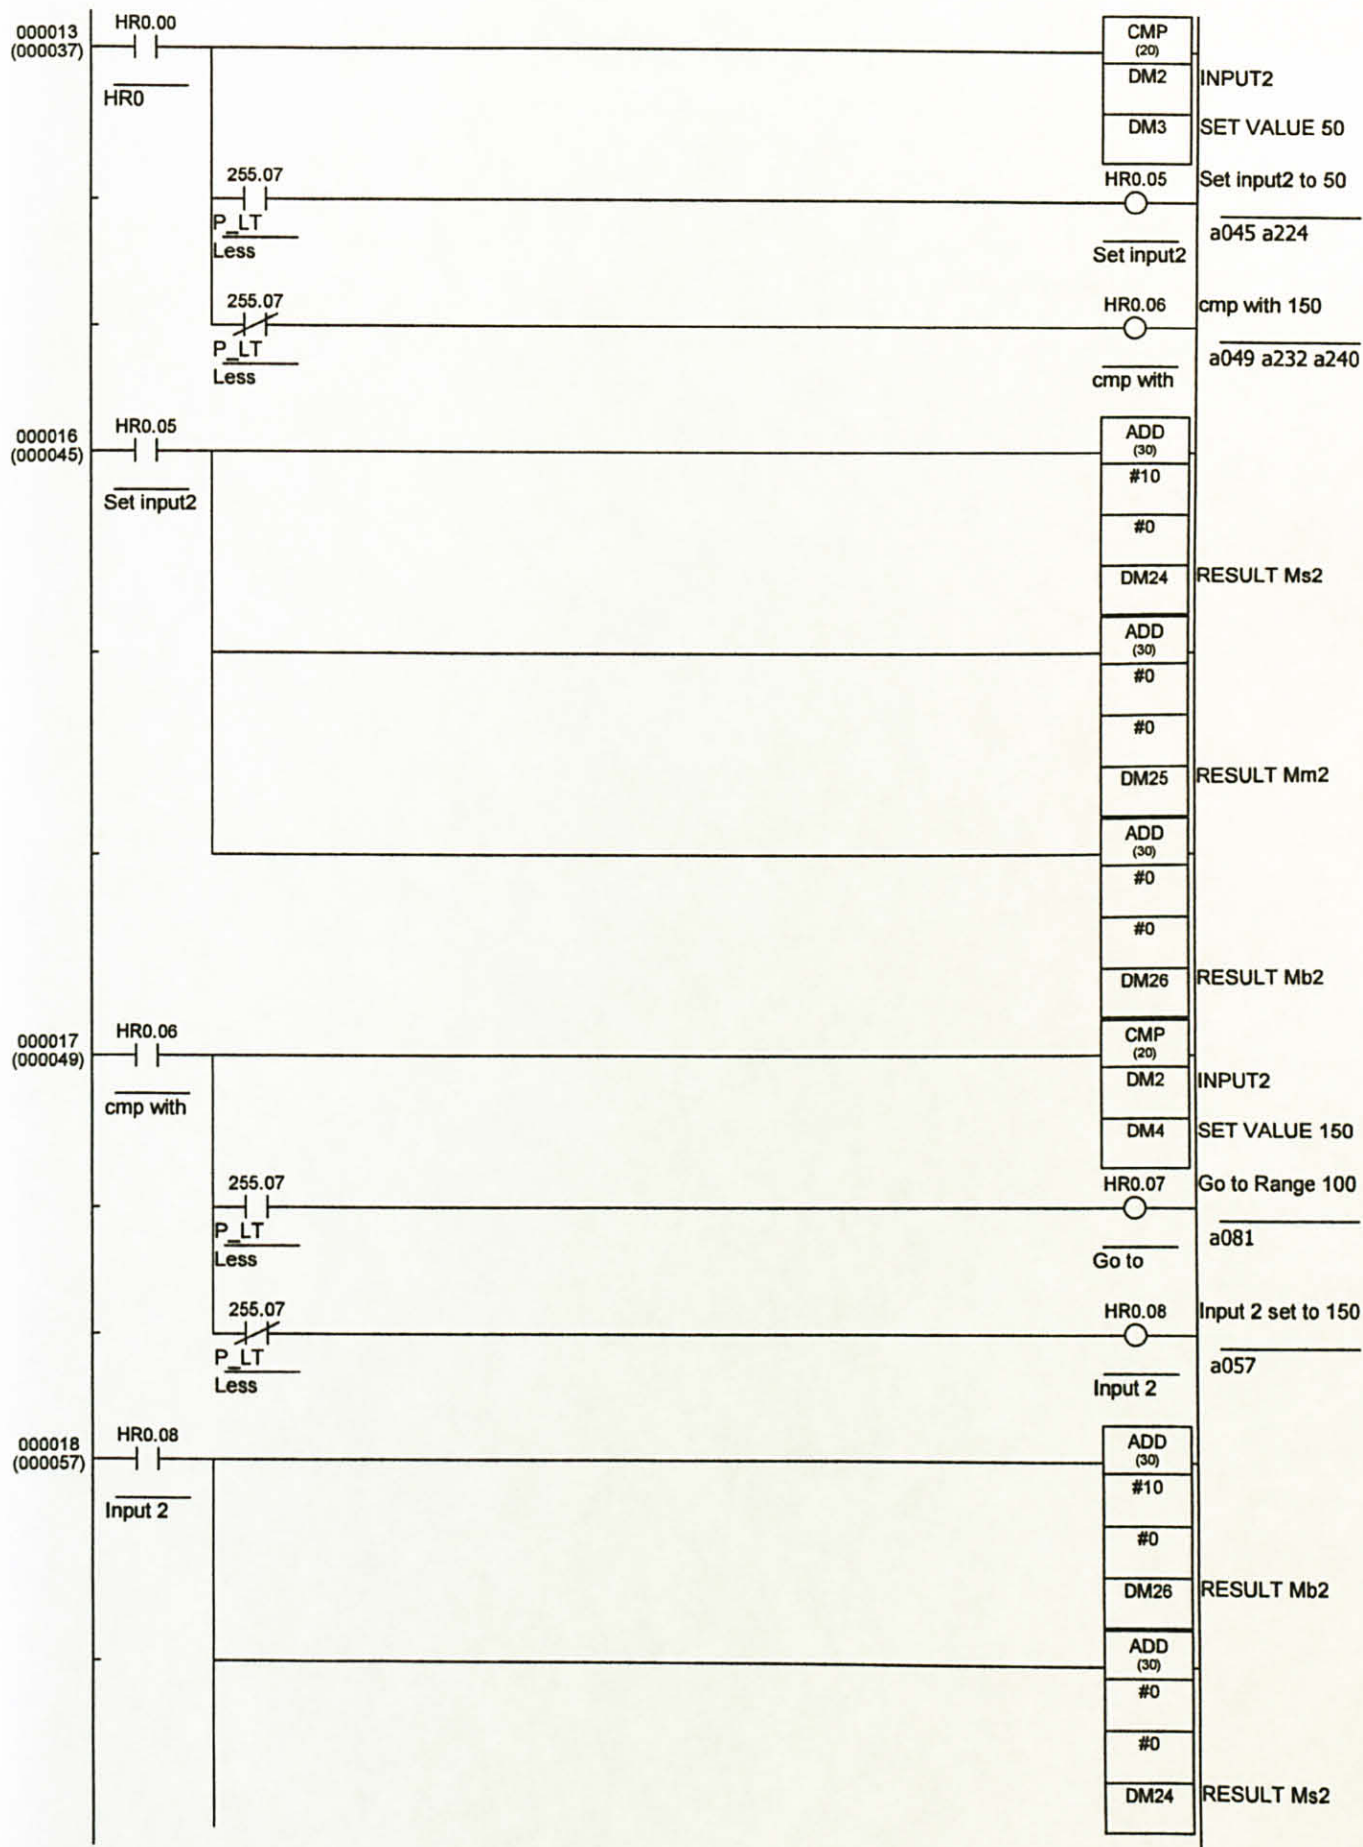 000013
(000037)
HR0.00
HR0
CMP
(20)
DM2
INPUT2
DM3
SET VALUE 50
255.07
P_LT
Less
HR0.05
Set input2 to 50
Set input2
a045 a224
255.07
P_LT
Less
HR0.06
cmp with 150
cmp with
a049 a232 a240
000016
(000045)
HR0.05
Set input2
ADD
(30)
#10
#0
DM24
RESULT Ms2
ADD
(30)
#0
#0
DM25
RESULT Mm2
ADD
(30)
#0
#0
DM26
RESULT Mb2
000017
(000049)
HR0.06
cmp with
CMP
(20)
DM2
INPUT2
DM4
SET VALUE 150
255.07
P_LT
Less
HR0.07
Go to Range 100
Go to
a081
255.07
P_LT
Less
HR0.08
Input 2 set to 150
Input 2
a057
000018
(000057)
HR0.08
Input 2
ADD
(30)
#10
#0
DM26
RESULT Mb2
ADD
(30)
#0
#0
DM24
RESULT Ms2